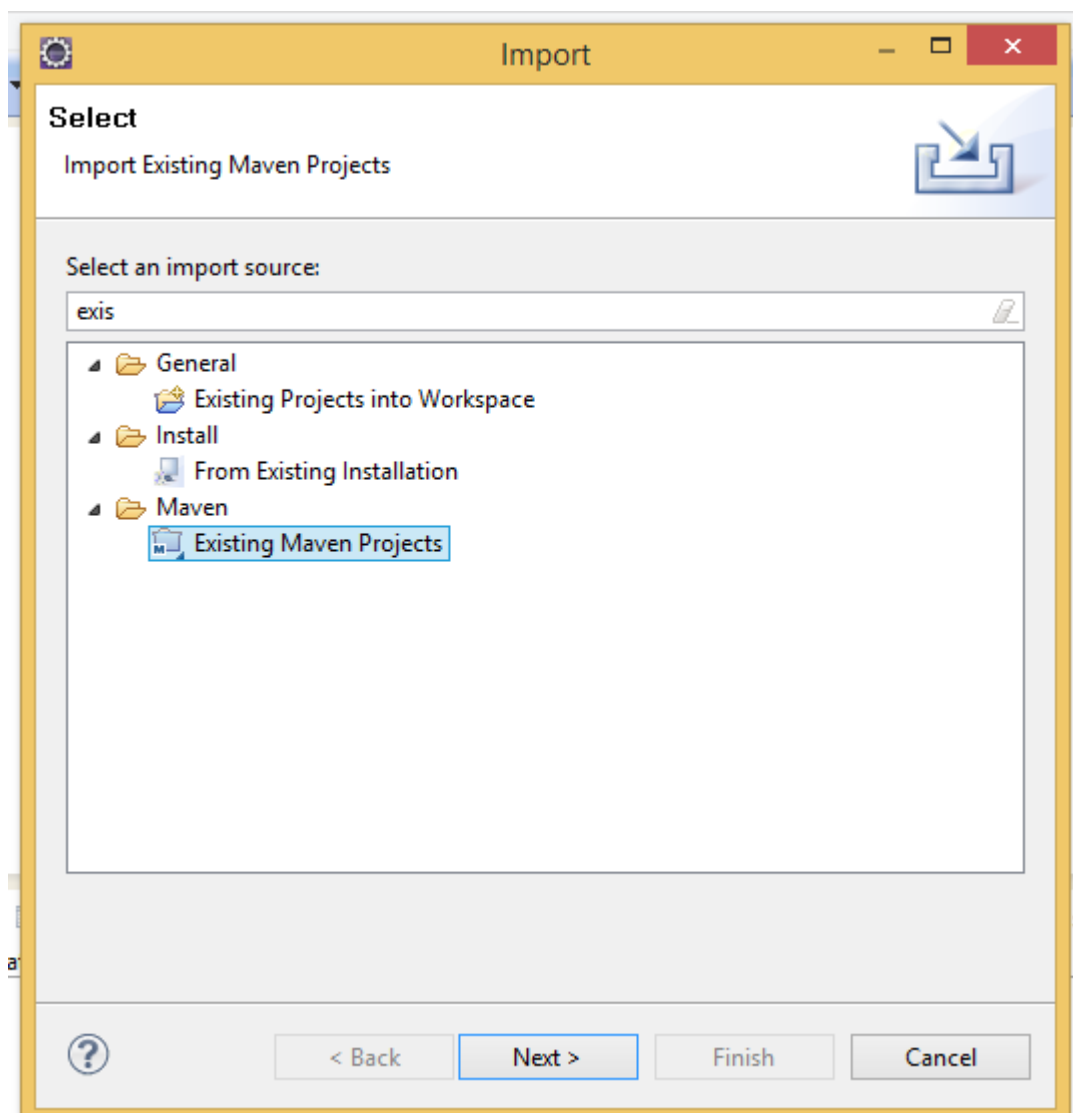 Import
Select
Import Existing Maven Projects
Select an import source:
exis
General
Existing Projects into Workspace
Install
From Existing Installation
Maven
Existing Maven Projects
< Back Next > Finish Cancel